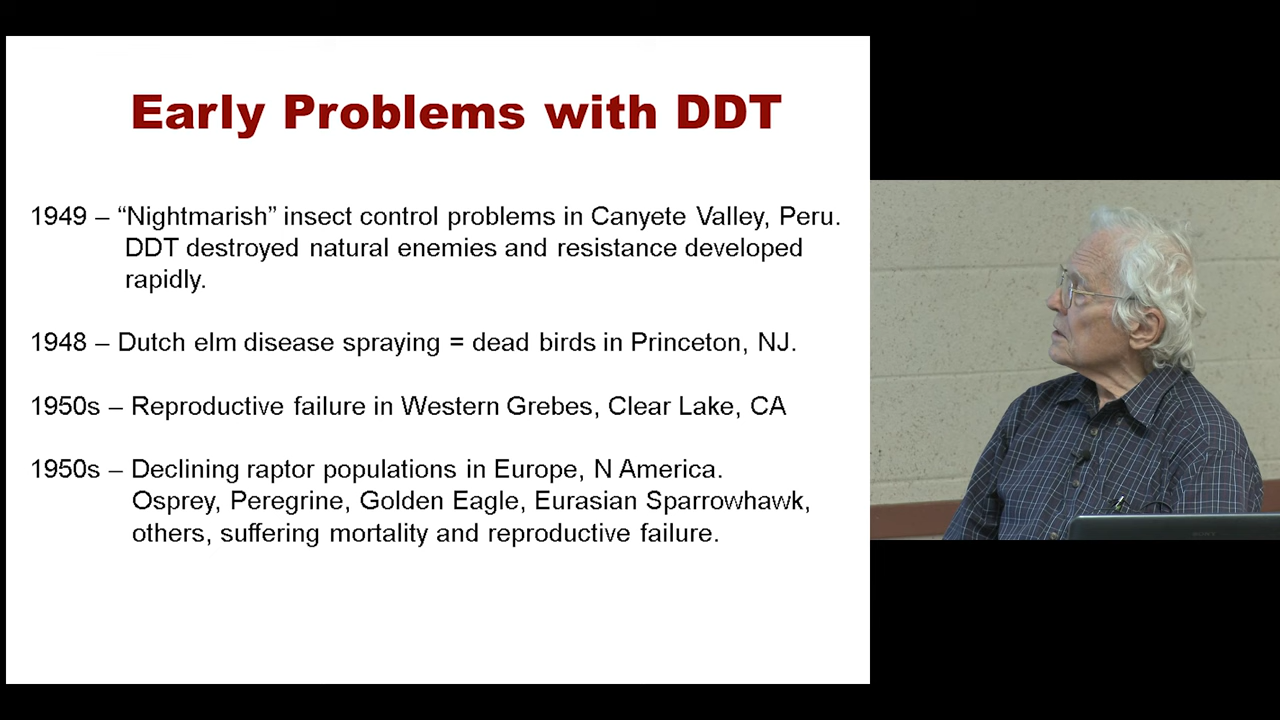 Early Problems with DDT
1949 – “Nightmarish” insect control problems in Canyete Valley, Peru.
DDT destroyed natural enemies and resistance developed
rapidly.
1948 – Dutch elm disease spraying = dead birds in Princeton, NJ.
1950s – Reproductive failure in Western Grebes, Clear Lake, CA
1950s – Declining raptor populations in Europe, N America.
Osprey, Peregrine, Golden Eagle, Eurasian Sparrowhawk,
others, suffering mortality and reproductive failure.
SONY